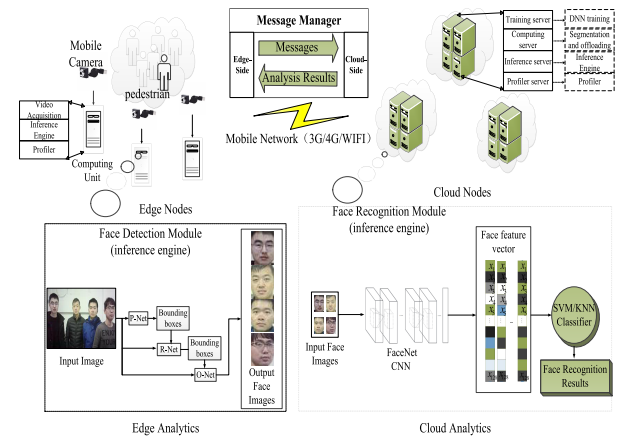 Mobile
Camera
pedestrian
Video
Acquisition
Inference
Engine
Profiler
Computing
Unit
Edge Nodes
Message Manager
Edge-
Side
Messages
Analysis Results
Cloud-
Side
Mobile Network（3G/4G/WIFI）
Training server
Computing
server
Inference server
Profiler server
DNN training
Segmentation
and offloading
Inference
Engine
Profiler
Cloud Nodes
Face Detection Module
(inference engine)
Input Image
P-Net
Bounding
boxes
R-Net
Bounding
boxes
O-Net
Output
Face
Images
Edge Analytics
Face Recognition Module
(inference engine)
Input Face
Images
FaceNet
CNN
Face feature
vector
SVM/KNN
Classifier
Face Recognition
Results
Cloud Analytics